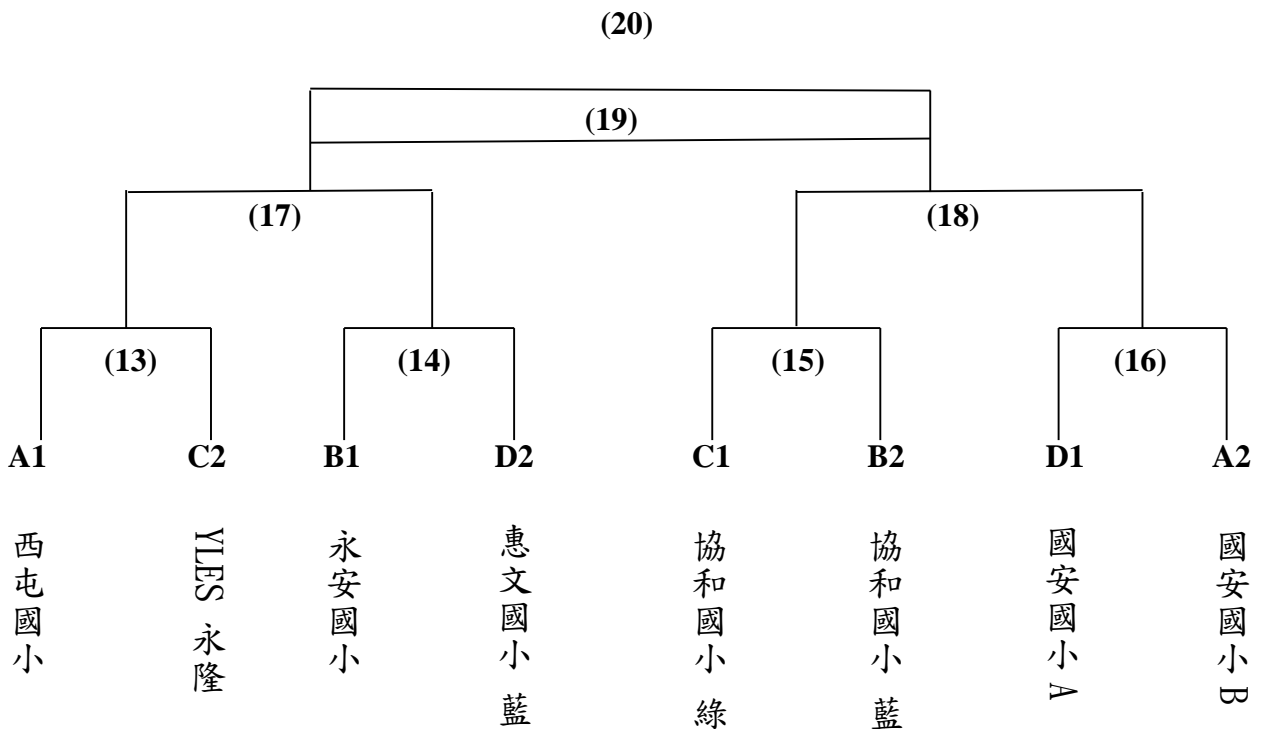 (20)
(19)
(17)
(18)
(13)
(14)
(15)
(16)
A1
C2
B1
D2
C1
B2
D1
A2
西屯國小
YLES 永隆
永安國小
惠文國小 藍
協和國小 綠
協和國小 藍
國安國小 A
國安國小 B